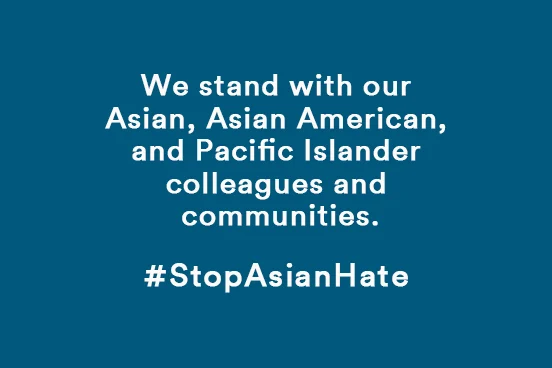 We stand with our
Asian, Asian American,
and Pacific Islander
colleagues and
communities.
#StopAsianHate